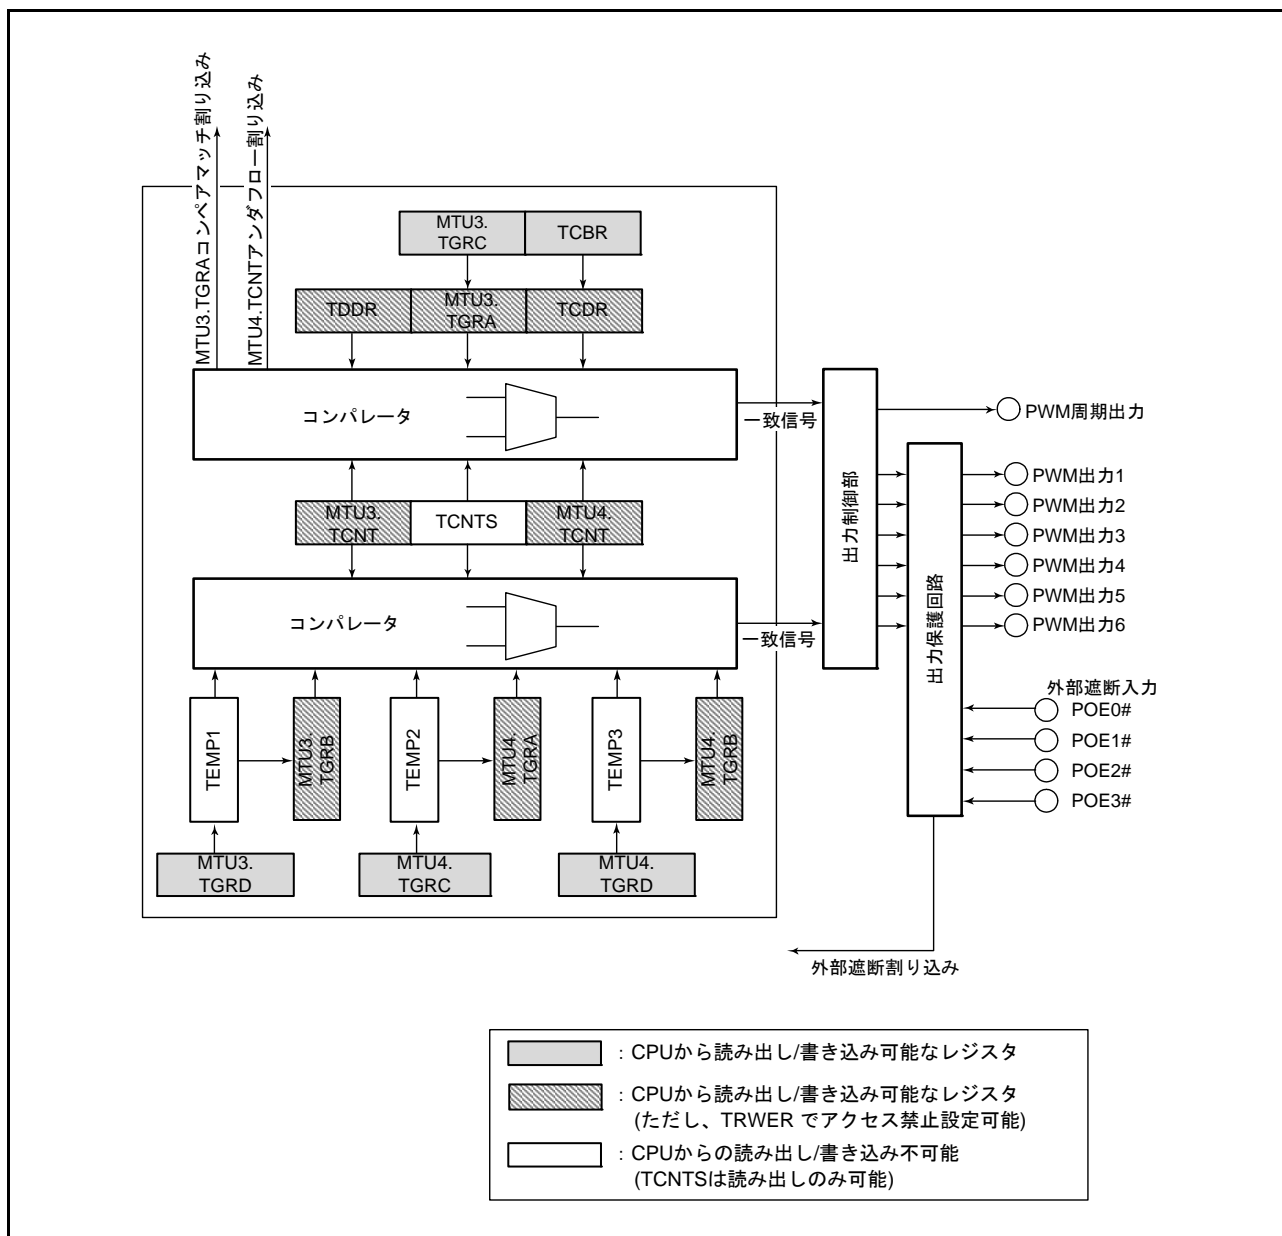 MTU3.TGRAコンペアマッチ割り込み
MTU4.TCNTアンダフロー割り込み
MTU3.
TGRC
TCBR
TDDR
MTU3.
TGRA
TCDR
コンパレータ
一致信号
MTU3.
TCNT
TCNTS
MTU4.
TCNT
コンパレータ
一致信号
出力制御部
出力保護回路
PWM周期出力
PWM出力1
PWM出力2
PWM出力3
PWM出力4
PWM出力5
PWM出力6
外部遮断入力
POE0#
POE1#
POE2#
POE3#
TEMP1
MTU3.
TGRB
TEMP2
MTU4.
TGRA
TEMP3
MTU4.
TGRB
MTU3.
TGRD
MTU4.
TGRC
MTU4.
TGRD
外部遮断割り込み
：CPUから読み出し/書き込み可能なレジスタ
：CPUから読み出し/書き込み可能なレジスタ
(ただし、TRWER でアクセス禁止設定可能)
：CPUからの読み出し/書き込み不可能
(TCNTSは読み出しのみ可能)